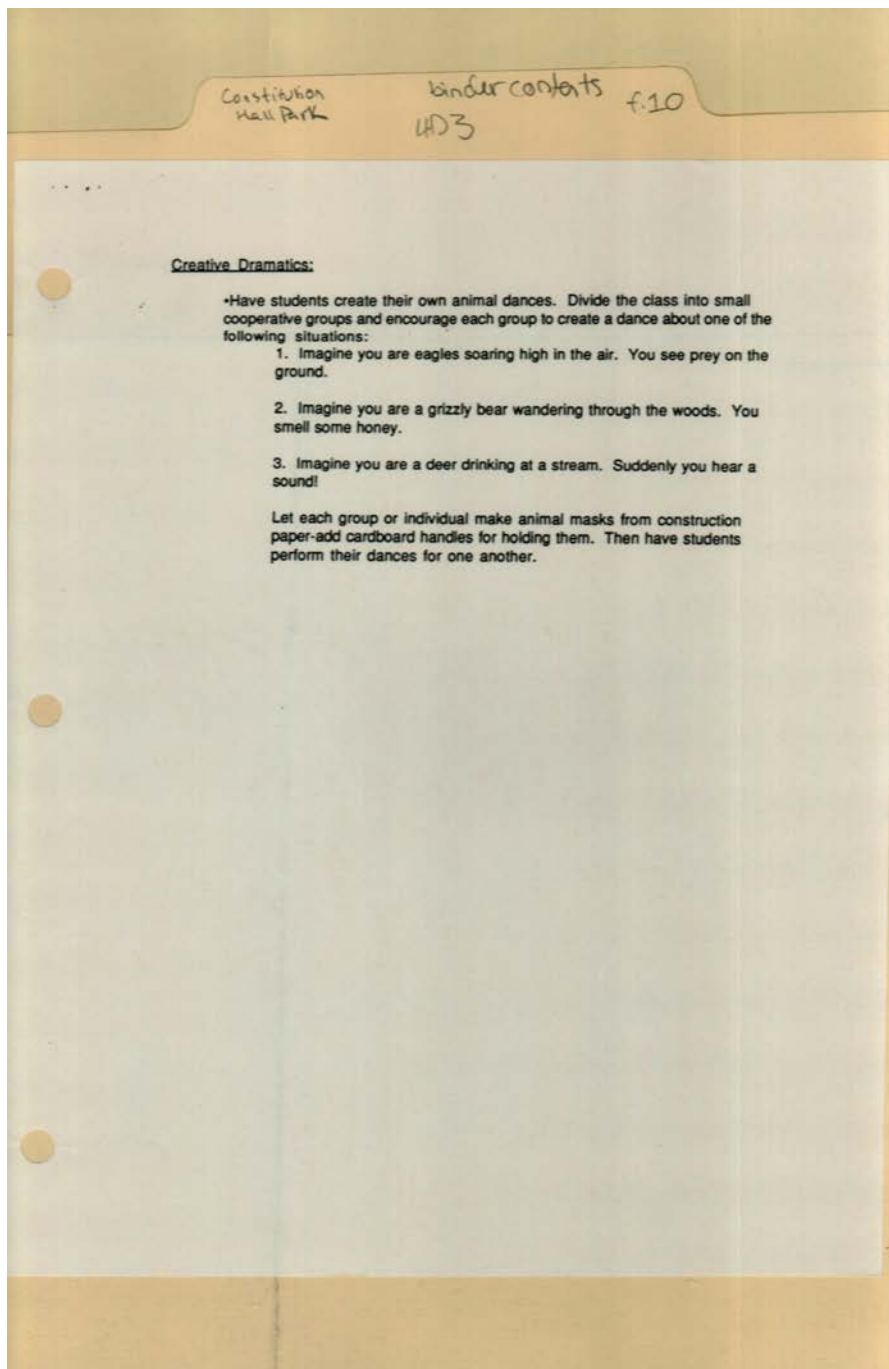 Constitution binder contents f.10
Hall Park
4D3
Creative Dramatics:
•Have students create their own animal dances. Divide the class into small
cooperative groups and encourage each group to create a dance about one of the
following situations:
1. Imagine you are eagles soaring high in the air. You see prey on the
ground.
2. Imagine you are a grizzly bear wandering through the woods. You
smell some honey.
3. Imagine you are a deer drinking at a stream. Suddenly you hear a
sound!
Let each group or individual make animal masks from construction
paper-add cardboard handles for holding them. Then have students
perform their dances for one another.